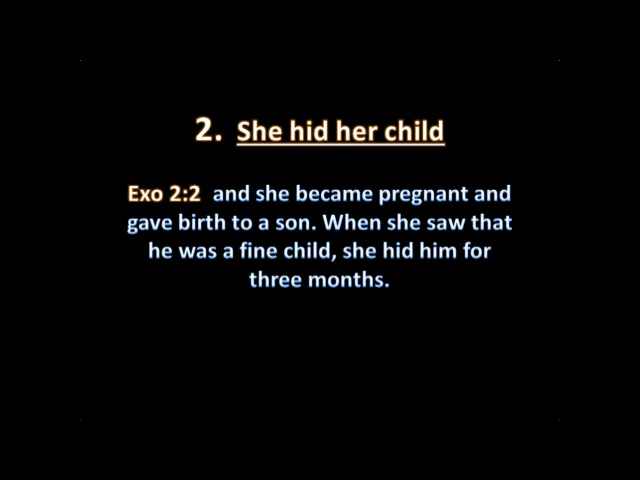 2. She hid her child
Exo 2:2 and she became pregnant and
gave birth to a son. When she saw that
he was a fine child, she hid him for
three months.